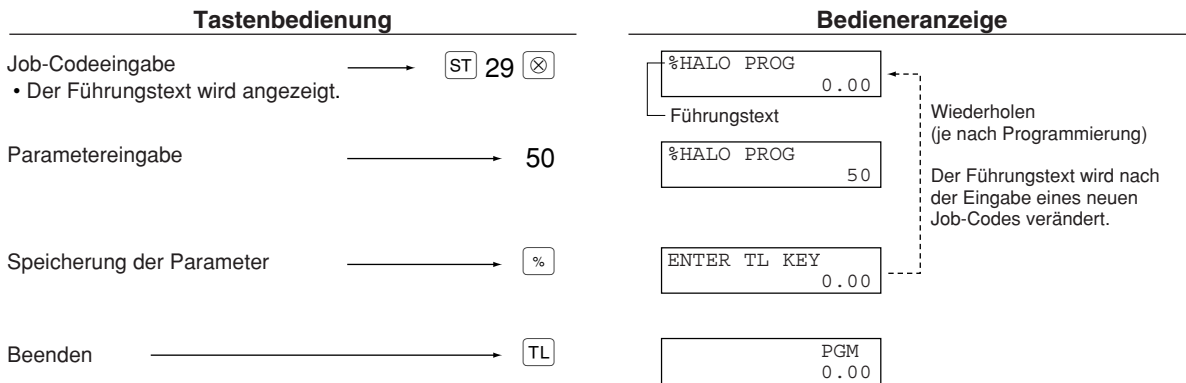 Tastenbedienung
Bedieneranzeige
Job-Codeeingabe
ST 29 ⊗
• Der Führungstext wird angezeigt.
%HALO PROG
0.00
Führungstext
Wiederholen
(je nach Programmierung)
Der Führungstext wird nach
der Eingabe eines neuen
Job-Codes verändert.
Parametereingabe
50
%HALO PROG
50
Speicherung der Parameter
%
ENTER TL KEY
0.00
Beenden
TL
PGM
0.00